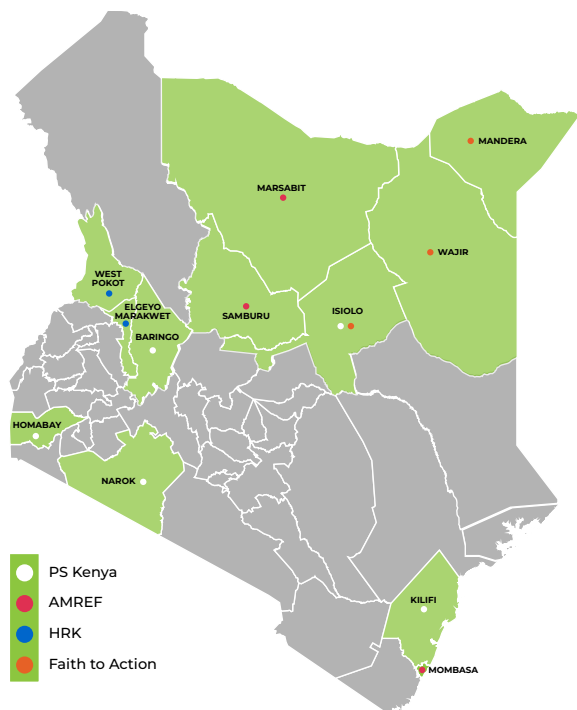 MANDERA
MARSABIT
WAJIR
WEST
POKOT
ELGEYO
MARAKWET
SAMBURU
ISIOLO
BARINGO
HOMABAY
NAROK
PS Kenya
AMREF
HRK
Faith to Action
KILIFI
MOMBASA